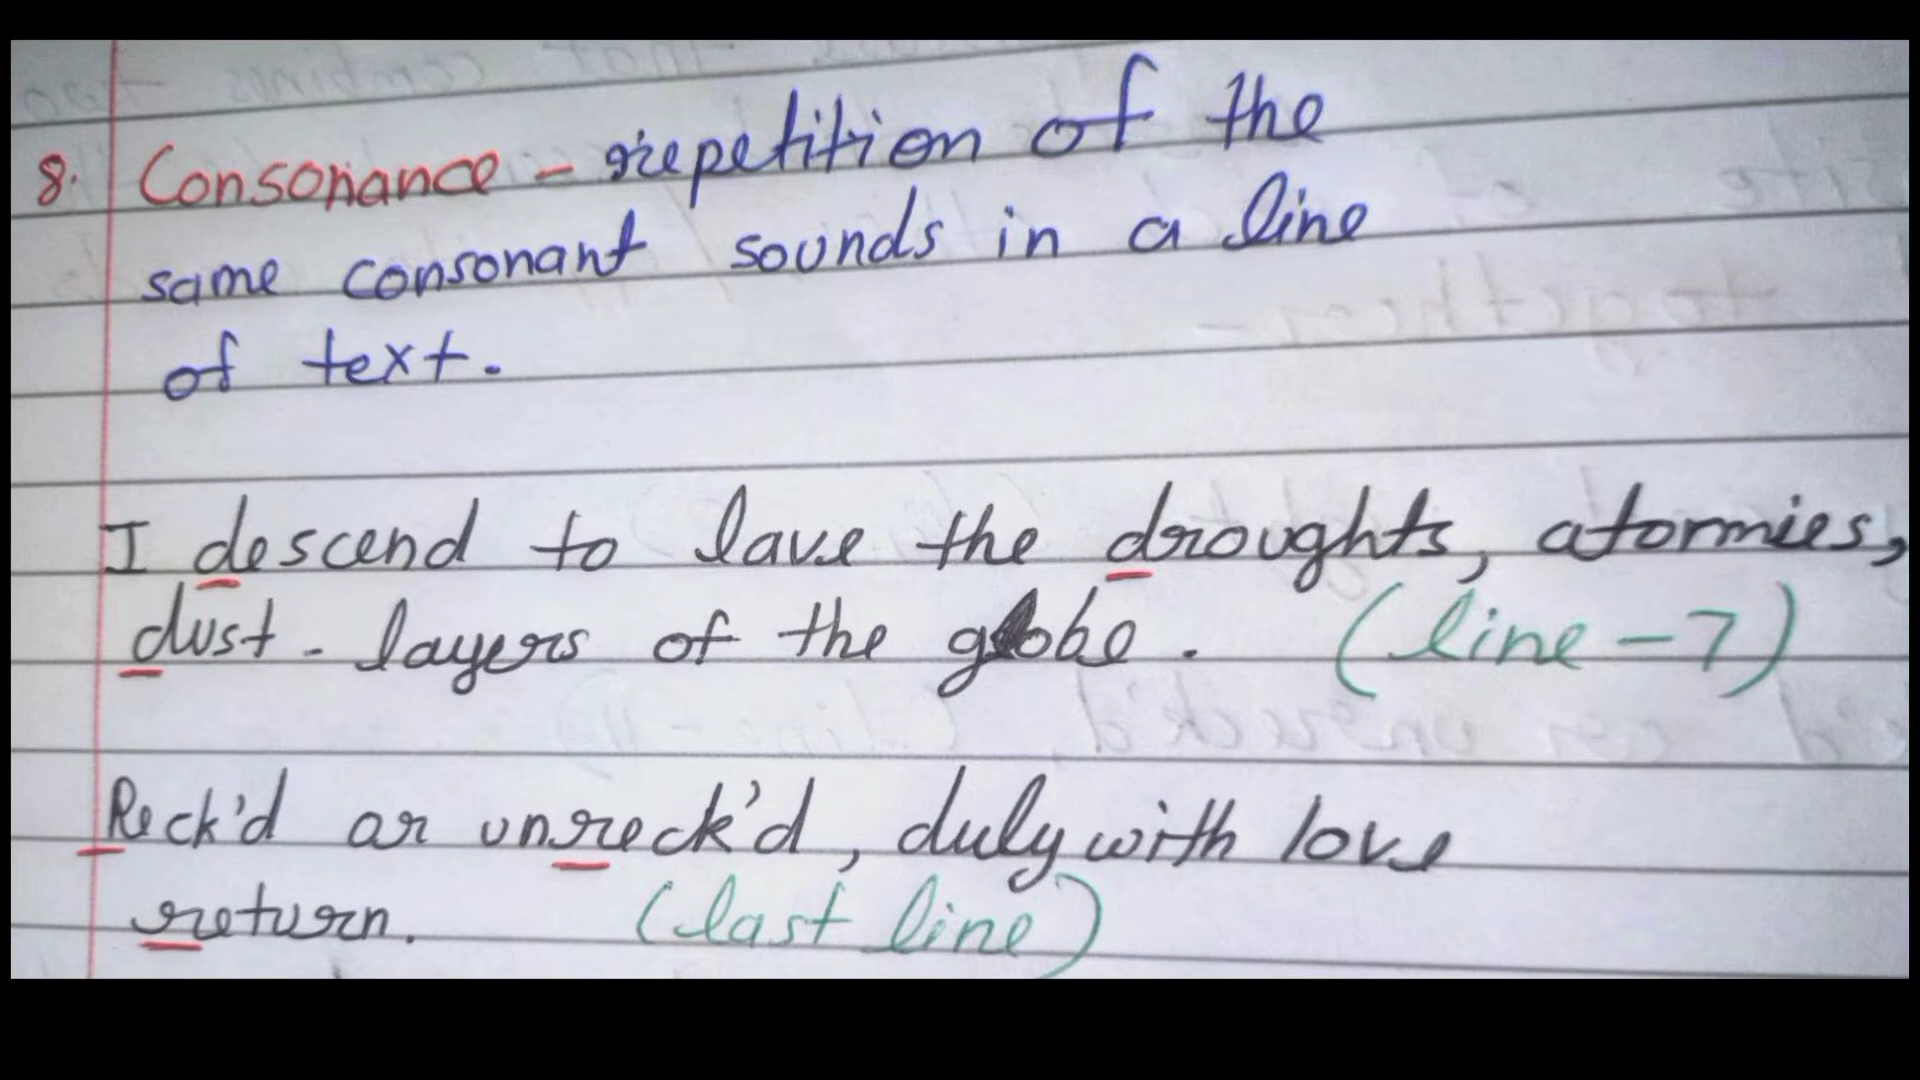 8. Consonance - repetition of the
same consonant sounds in a line
of text.
I descend to lave the droughts, atomies,
dust - layers of the globe. (line - 7)
Reck'd or unreck'd, duly with love
return. (last line)